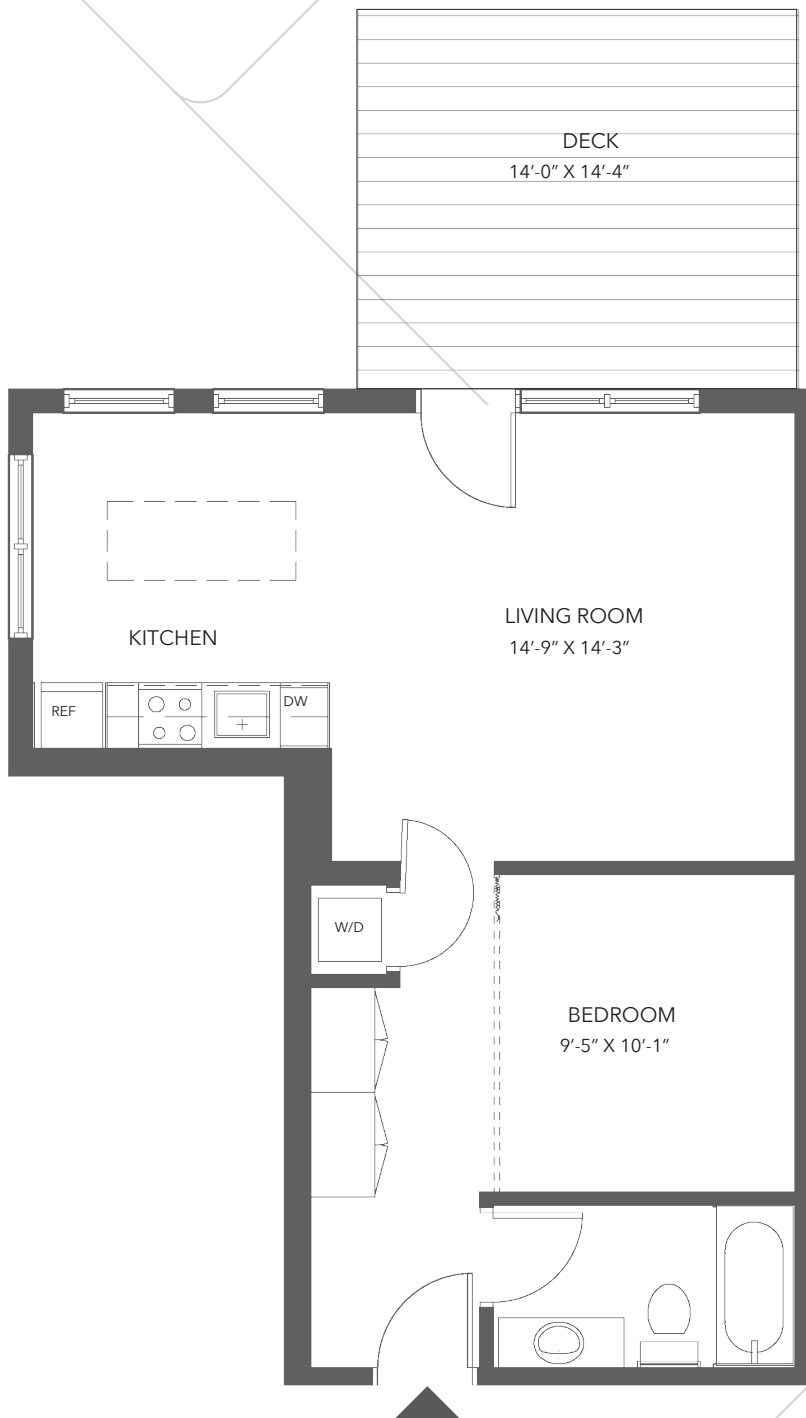 DECK
14’-0” X 14’-4”
LIVING ROOM
14’-9” X 14’-3”
KITCHEN
REF
DW
W/D
BEDROOM
9’-5” X 10’-1”